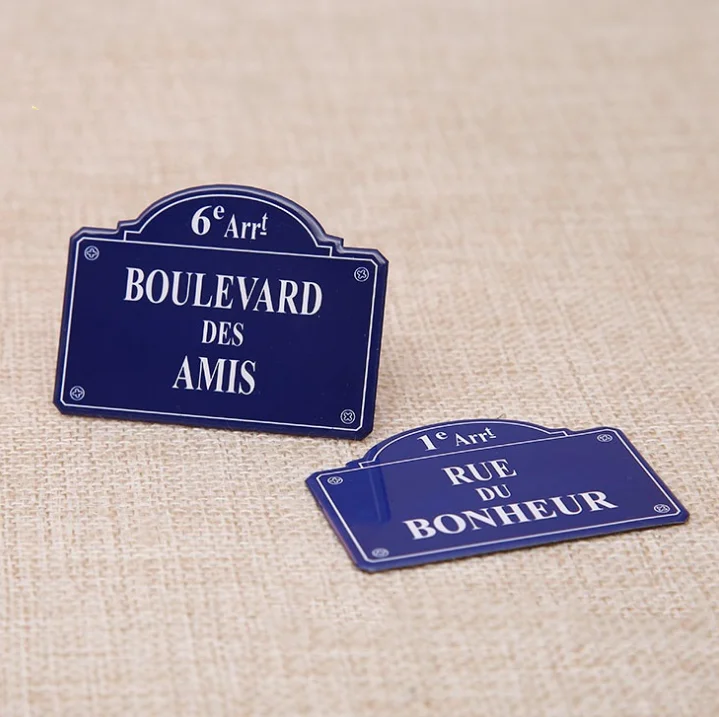 6e Arrt
BOULEVARD
DES
AMIS
1e Arrt
RUE
DU
BONHEUR